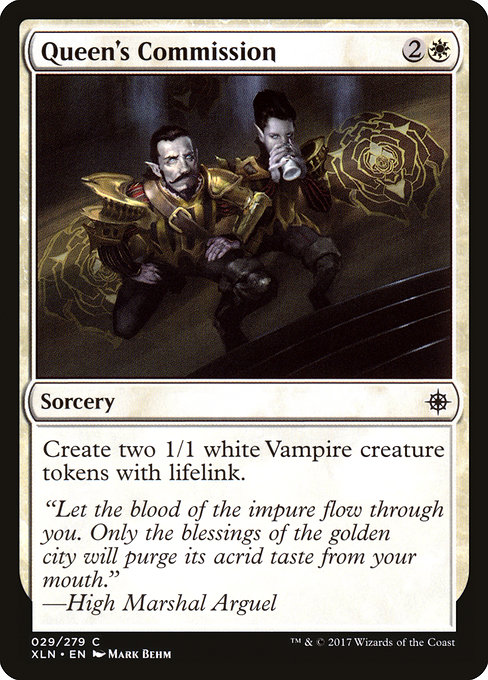 Queen's Commission 2
Sorcery
Create two 1/1 white Vampire creature
tokens with lifelink.
“Let the blood of the impure flow through
you. Only the blessings of the golden
city will purge its acrid taste from your
mouth.”
—High Marshal Arguel
029/279 C
XLN • EN Mark Behm
™ & © 2017 Wizards of the Coast